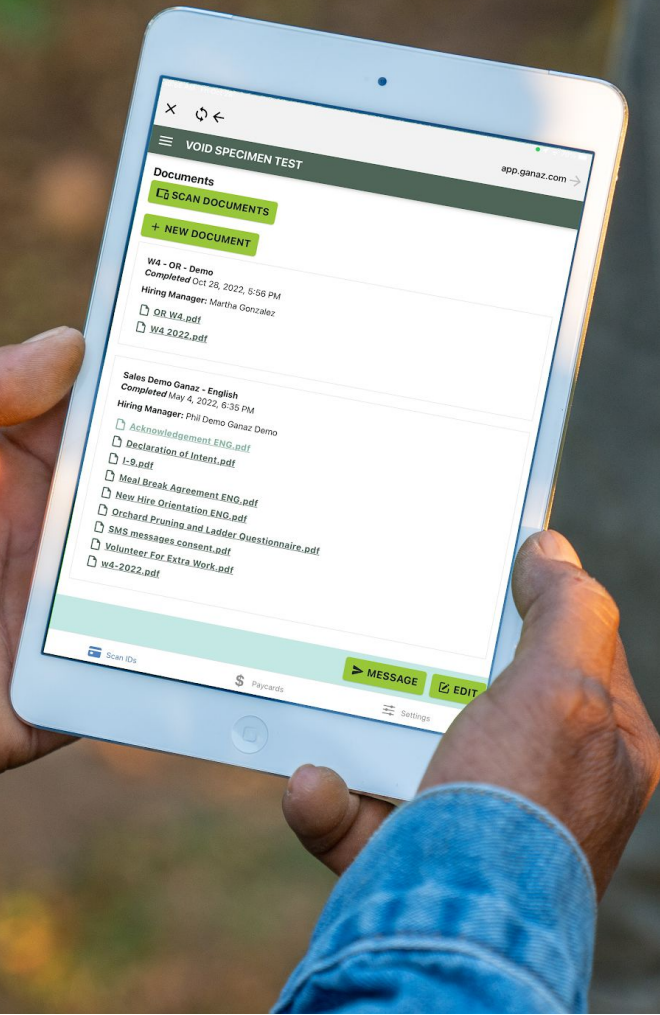 app.ganaz.com
VOID SPECIMEN TEST
Documents
SCAN DOCUMENTS
+ NEW DOCUMENT
W4 - OR - Demo
Completed Oct 28, 2022, 5:56 PM
Hiring Manager: Martha Gonzalez
OR W4.pdf
W4 2022.pdf
Sales Demo Ganaz - English
Completed May 4, 2022, 6:35 PM
Hiring Manager: Phil Demo Ganaz Demo
Acknowledgement ENG.pdf
Declaration of Intent.pdf
I-9.pdf
Meal Break Agreement ENG.pdf
New Hire Orientation ENG.pdf
Orchard Pruning and Ladder Questionnaire.pdf
SMS messages consent.pdf
Volunteer For Extra Work.pdf
w4-2022.pdf
MESSAGE
EDIT
Scan IDs
$ Paycards
Settings